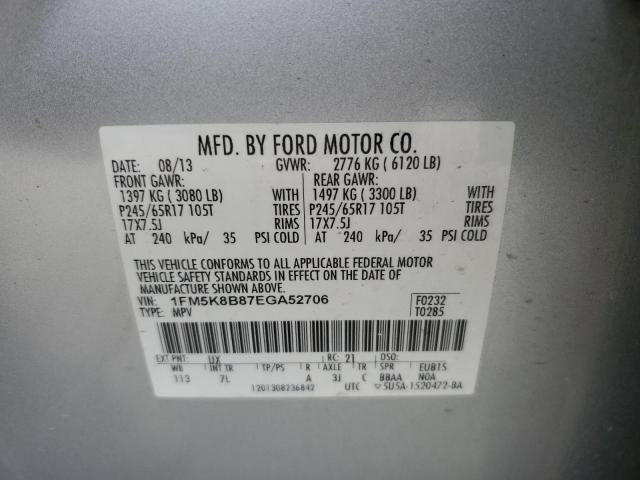 MFD. BY FORD MOTOR CO.
DATE: 08/13 GVWR: 2776 KG ( 6120 LB)
FRONT GAWR: REAR GAWR:
1397 KG ( 3080 LB) WITH 1497 KG ( 3300 LB) WITH
P245/65R17 105T TIRES P245/65R17 105T TIRES
17X7.5J RIMS 17X7.5J RIMS
AT 240 kPa/ 35 PSI COLD AT 240 kPa/ 35 PSI COLD
THIS VEHICLE CONFORMS TO ALL APPLICABLE FEDERAL MOTOR
VEHICLE SAFETY STANDARDS IN EFFECT ON THE DATE OF
MANUFACTURE SHOWN ABOVE.
VIN: 1FM5K8B87EGA52706 F0232
TYPE: MPV T0285
EXT PNT: UX RC: 21 DSO:
WB INT TR TP/PS R AXLE TR SPR EUB1S
113 7L A 3J C BBAA NOA
1201308236842 UTC 5U5A-1520472-BA